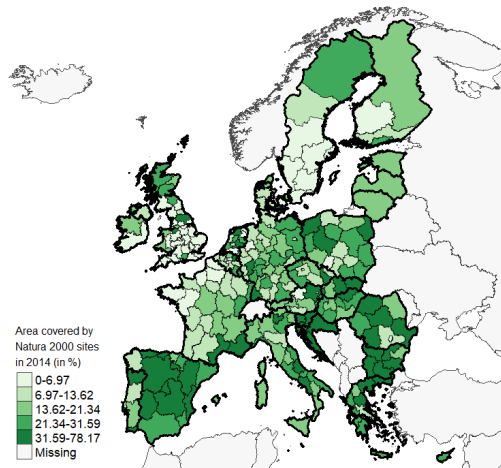 Area covered by
Natura 2000 sites
in 2014 (in %)
0-6.97
6.97-13.62
13.62-21.34
21.34-31.59
31.59-78.17
Missing